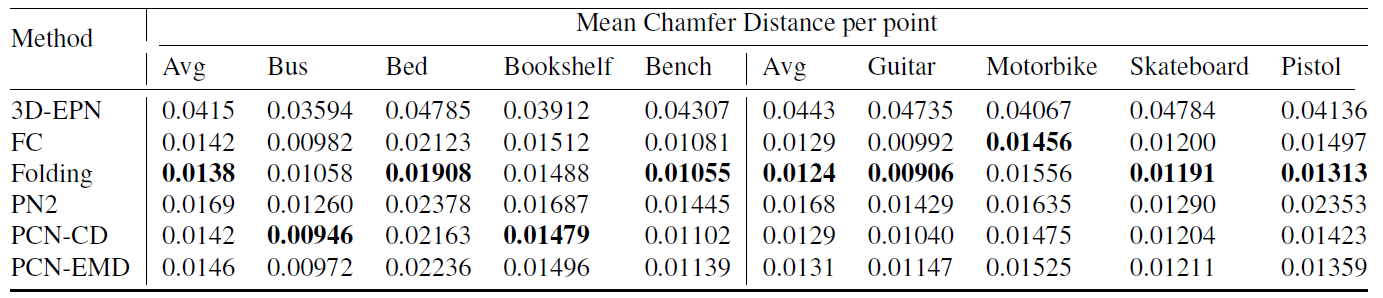 Mean Chamfer Distance per point
Method
Avg Bus Bed Bookshelf Bench Avg Guitar Motorbike Skateboard Pistol
3D-EPN 0.0415 0.03594 0.04785 0.03912 0.04307 0.0443 0.04735 0.04067 0.04784 0.04136
FC 0.0142 0.00982 0.02123 0.01512 0.01081 0.0129 0.00992 0.01456 0.01200 0.01497
Folding 0.0138 0.01058 0.01908 0.01488 0.01055 0.0124 0.00906 0.01556 0.01191 0.01313
PN2 0.0169 0.01260 0.02378 0.01687 0.01445 0.0168 0.01429 0.01635 0.01290 0.02353
PCN-CD 0.0142 0.00946 0.02163 0.01479 0.01102 0.0129 0.01040 0.01475 0.01204 0.01423
PCN-EMD 0.0146 0.00972 0.02236 0.01496 0.01139 0.0131 0.01147 0.01525 0.01211 0.01359